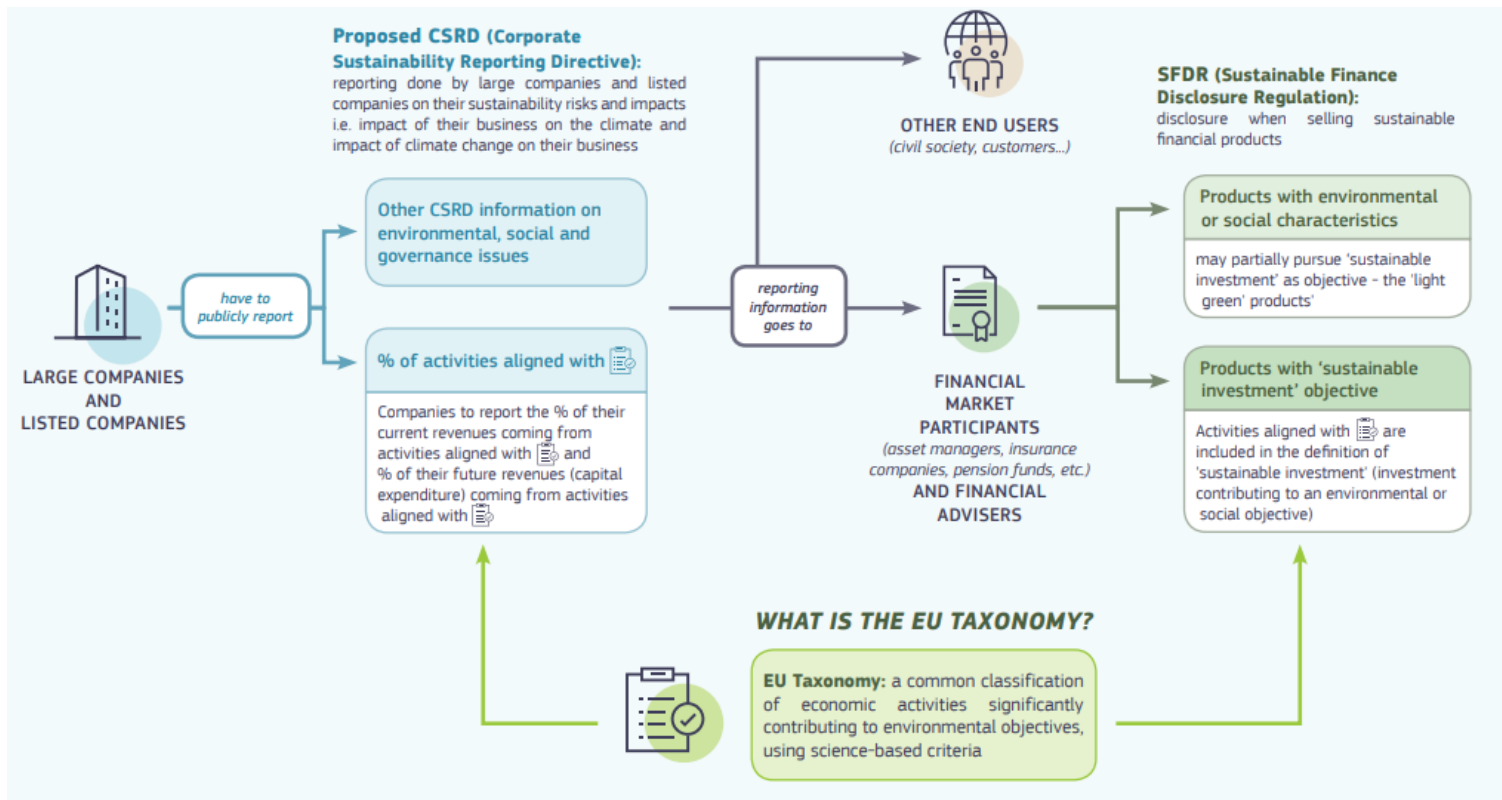 Proposed CSRD (Corporate
Sustainability Reporting Directive):
reporting done by large companies and listed
companies on their sustainability risks and impacts
i.e. impact of their business on the climate and
impact of climate change on their business
OTHER END USERS
(civil society, customers...)
SFDR (Sustainable Finance
Disclosure Regulation):
disclosure when selling sustainable
financial products
LARGE COMPANIES
AND
LISTED COMPANIES
have to
publicly report
Other CSRD information on
environmental, social and
governance issues
% of activities aligned with
Companies to report the % of their
current revenues coming from
activities aligned with and
% of their future revenues (capital
expenditure) coming from activities
aligned with
reporting
information
goes to
FINANCIAL
MARKET
PARTICIPANTS
(asset managers, insurance
companies, pension funds, etc.)
AND FINANCIAL
ADVISERS
Products with environmental
or social characteristics
may partially pursue ‘sustainable
investment’ as objective - the ‘light
green’ products'
Products with ‘sustainable
investment’ objective
Activities aligned with are
included in the definition of
‘sustainable investment’ (investment
contributing to an environmental or
social objective)
WHAT IS THE EU TAXONOMY?
EU Taxonomy: a common classification
of economic activities significantly
contributing to environmental objectives,
using science-based criteria